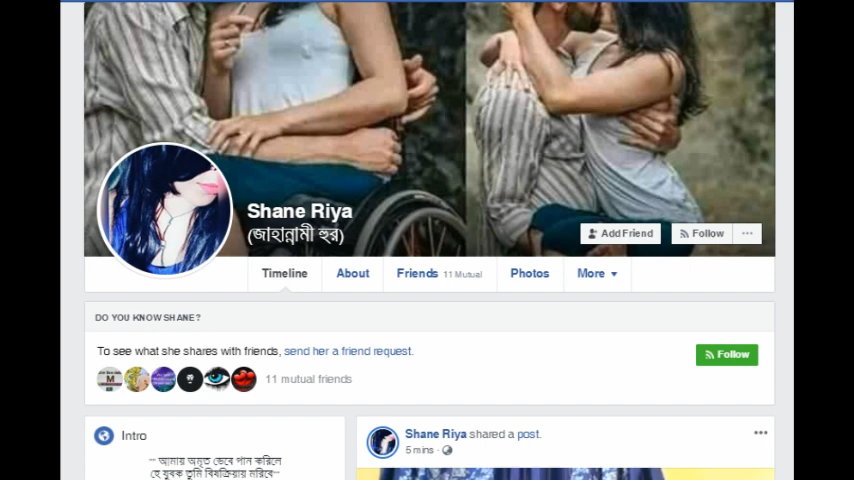 Shane Riya
(জাহান্নামী হুর)
Add Friend
Follow
Timeline
About
Friends 11 Mutual
Photos
More
DO YOU KNOW SHANE?
To see what she shares with friends, send her a friend request.
Follow
11 mutual friends
Intro
Shane Riya shared a post.
5 mins
-- আমায় অমৃত ভেবে পান করিলে
হে যুবক তুমি বিষক্রিয়ায় মরিবে--